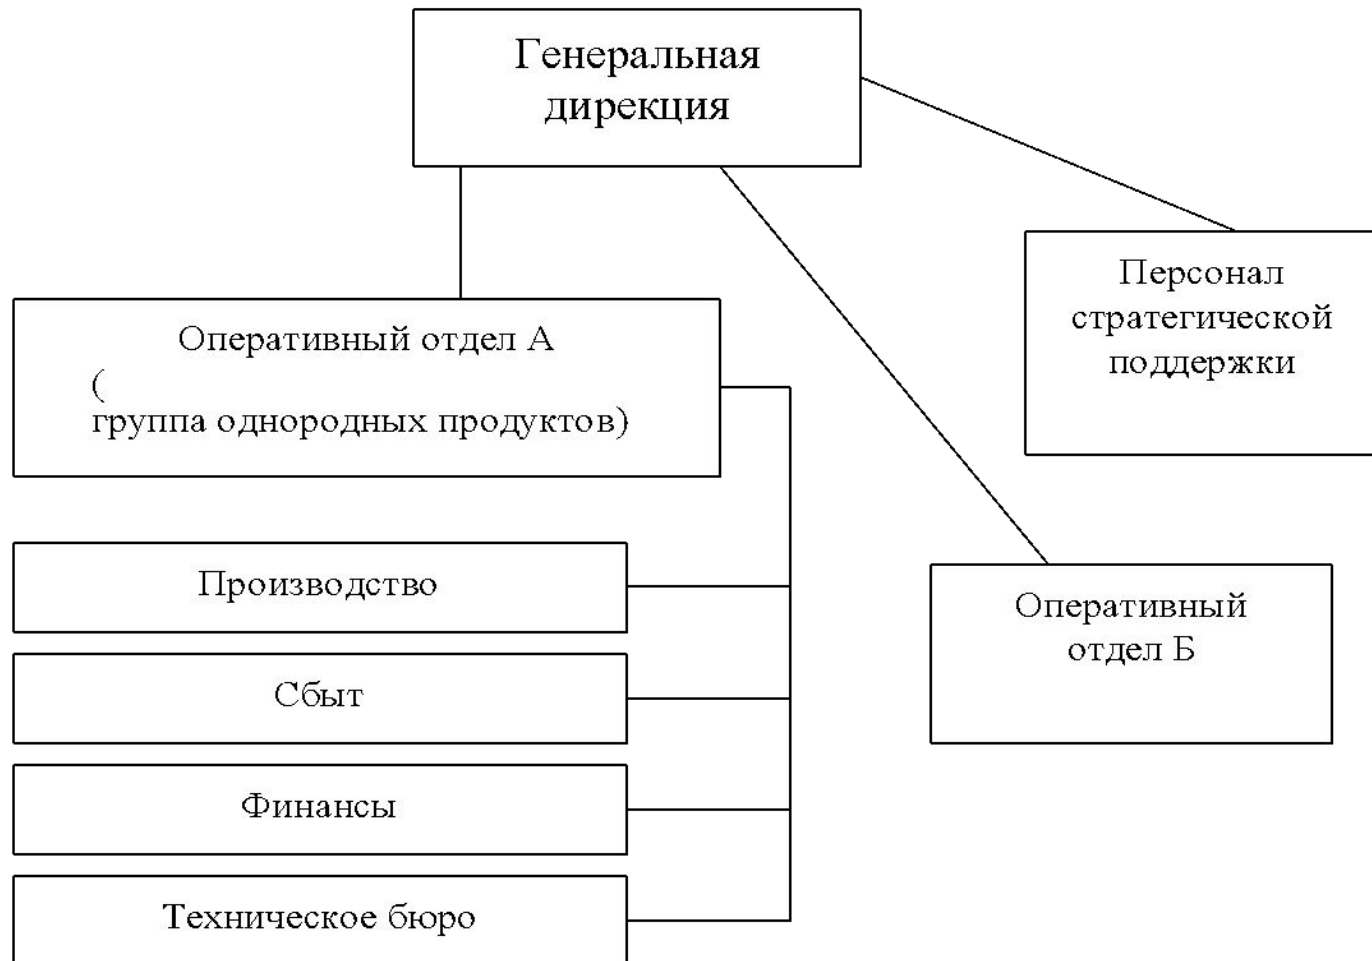 Генеральная
дирекция
Персонал
стратегической
поддержки
Оперативный отдел А
(
группа однородных продуктов)
Оперативный
отдел Б
Производство
Сбыт
Финансы
Техническое бюро